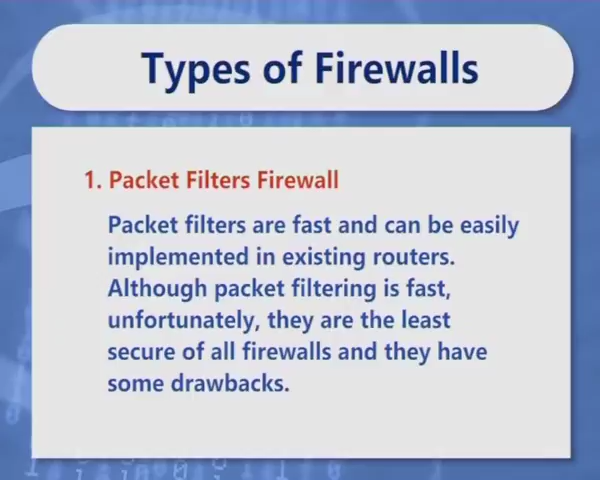 Types of Firewalls
1. Packet Filters Firewall
Packet filters are fast and can be easily
implemented in existing routers.
Although packet filtering is fast,
unfortunately, they are the least
secure of all firewalls and they have
some drawbacks.